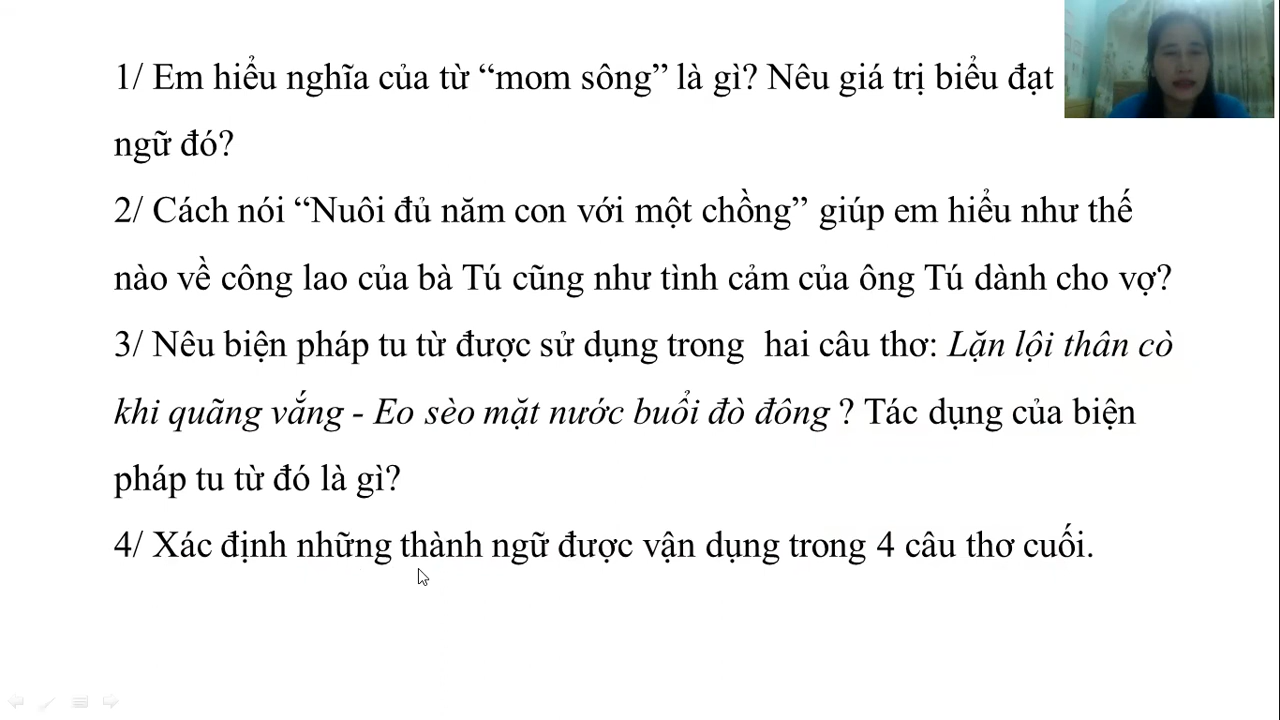 1/ Em hiểu nghĩa của từ “mom sông” là gì? Nêu giá trị biểu đạt
ngữ đó?
2/ Cách nói “Nuôi đủ năm con với một chồng” giúp em hiểu như thế
nào về công lao của bà Tú cũng như tình cảm của ông Tú dành cho vợ?
3/ Nêu biện pháp tu từ được sử dụng trong  hai câu thơ: Lặn lội thân cò
khi quãng vắng - Eo sèo mặt nước buổi đò đông ? Tác dụng của biện
pháp tu từ đó là gì?
4/ Xác định những thành ngữ được vận dụng trong 4 câu thơ cuối.